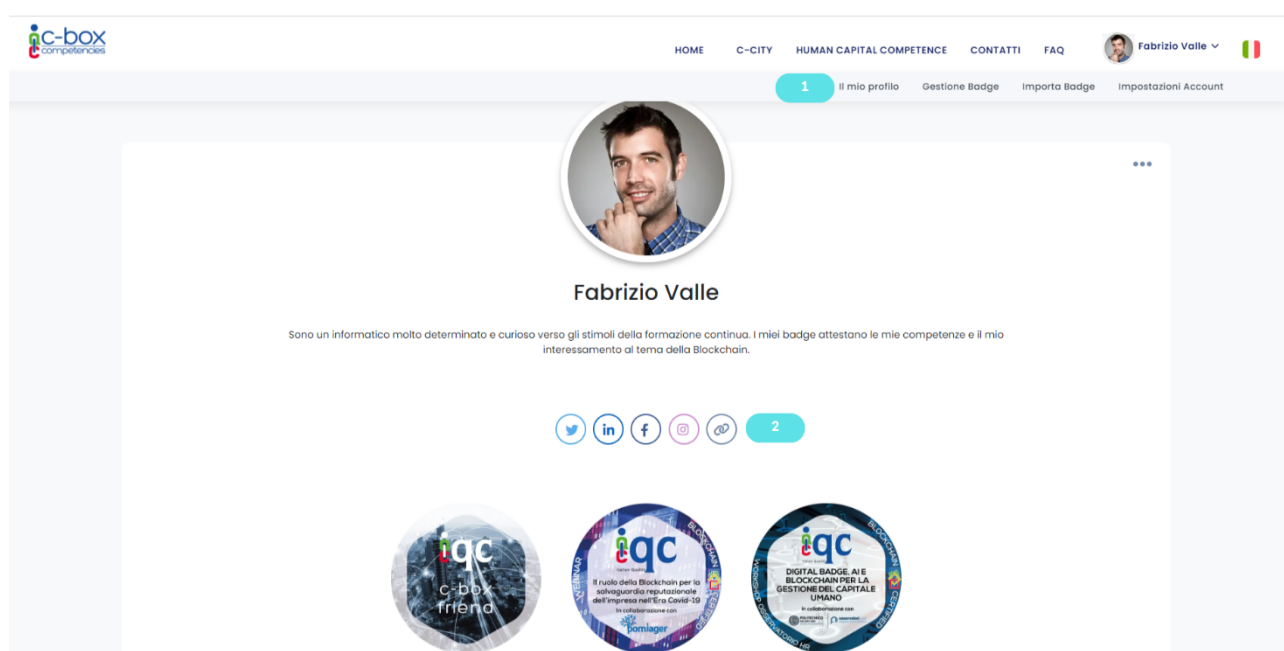 c-box
competencies
HOME C-CITY HUMAN CAPITAL COMPETENCE CONTATTI FAQ Fabrizio Valle
1 Il mio profilo Gestione Badge Importa Badge Impostazioni Account
Fabrizio Valle
Sono un informatico molto determinato e curioso verso gli stimoli della formazione continua. I miei badge attestano le mie competenze e il mio
interessamento al tema della Blockchain.
in f 2
iqc
c-box
friend
WEBINAR
BLOCKCHAIN CERTIFIED
iqc
Il ruolo della Blockchain per la
salvaguardia reputazionale
dell'impresa nell'Era Covid-19
In collaborazione con
pomiager
WORKSHOP OSSERVATORIO HR
BLOCKCHAIN CERTIFIED
iqc
DIGITAL BADGE, AI E
BLOCKCHAIN PER LA
GESTIONE DEL CAPITALE
UMANO
In collaborazione con
POLITECNICO